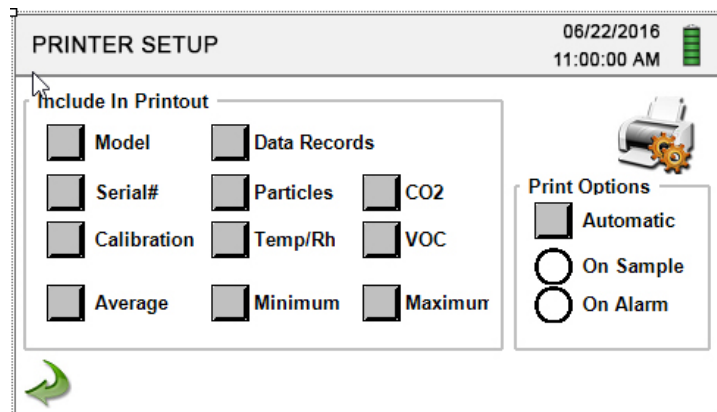 PRINTER SETUP
06/22/2016
11:00:00 AM
Include In Printout
Model Data Records
Serial# Particles CO2
Calibration Temp/Rh VOC
Average Minimum Maximum
Print Options
Automatic
On Sample
On Alarm